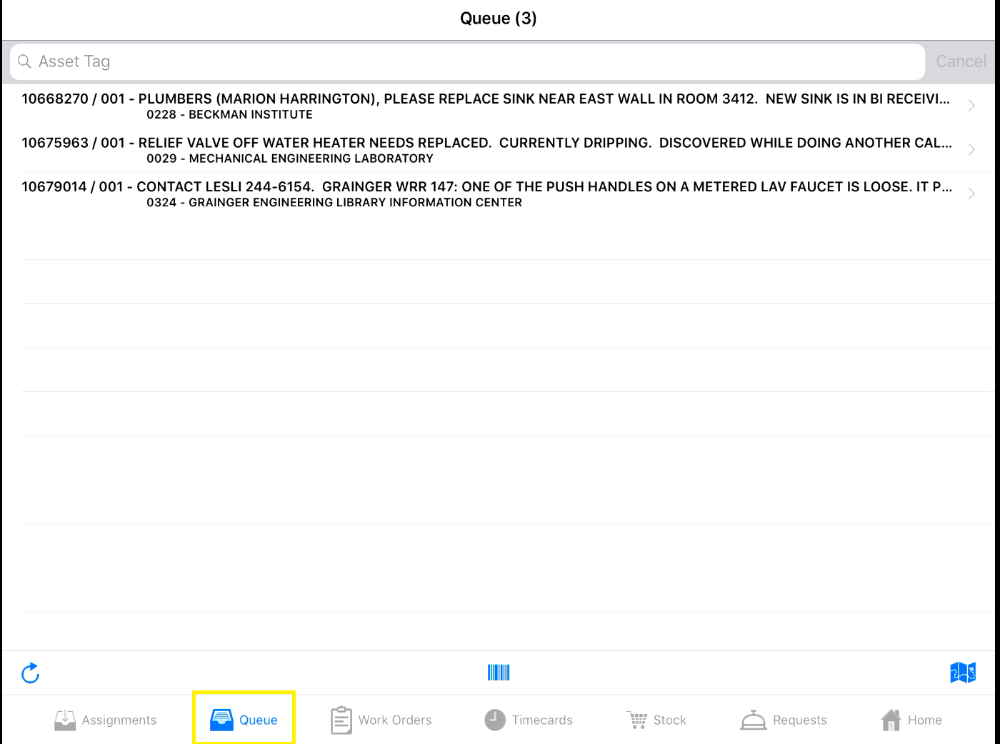 Queue (3)
Asset Tag
Cancel
10668270 / 001 - PLUMBERS (MARION HARRINGTON), PLEASE REPLACE SINK NEAR EAST WALL IN ROOM 3412.  NEW SINK IS IN BI RECEIVI...
0228 - BECKMAN INSTITUTE
10675963 / 001 - RELIEF VALVE OFF WATER HEATER NEEDS REPLACED.  CURRENTLY DRIPPING.  DISCOVERED WHILE DOING ANOTHER CAL...
0029 - MECHANICAL ENGINEERING LABORATORY
10679014 / 001 - CONTACT LESLI 244-6154.  GRAINGER WRR 147: ONE OF THE PUSH HANDLES ON A METERED LAV FAUCET IS LOOSE. IT P...
0324 - GRAINGER ENGINEERING LIBRARY INFORMATION CENTER
Assignments
Queue
Work Orders
Timecards
Stock
Requests
Home